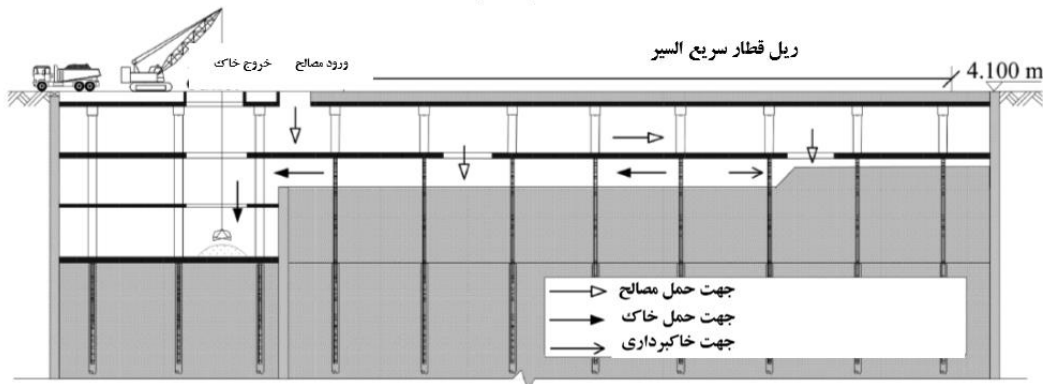 ریل قطار سریع السیر
ورود مصالح
خروج خاک
4.100 m
جهت حمل مصالح
جهت حمل خاک
جهت خاکبرداری